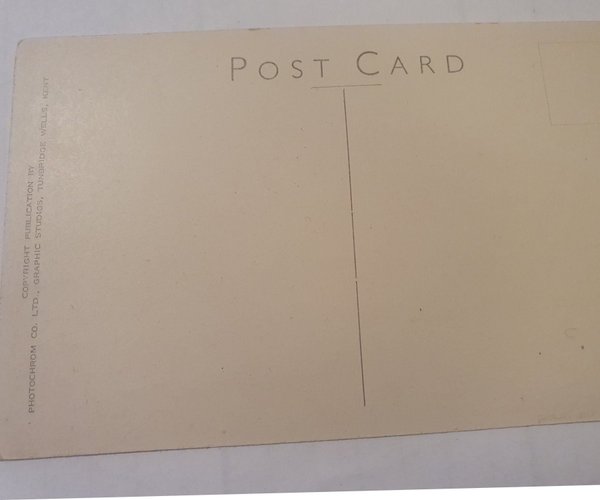 POST CARD
COPYRIGHT PUBLICATION BY
PHOTOCHROM CO. LTD., GRAPHIC STUDIOS, TUNBRIDGE WELLS, KENT